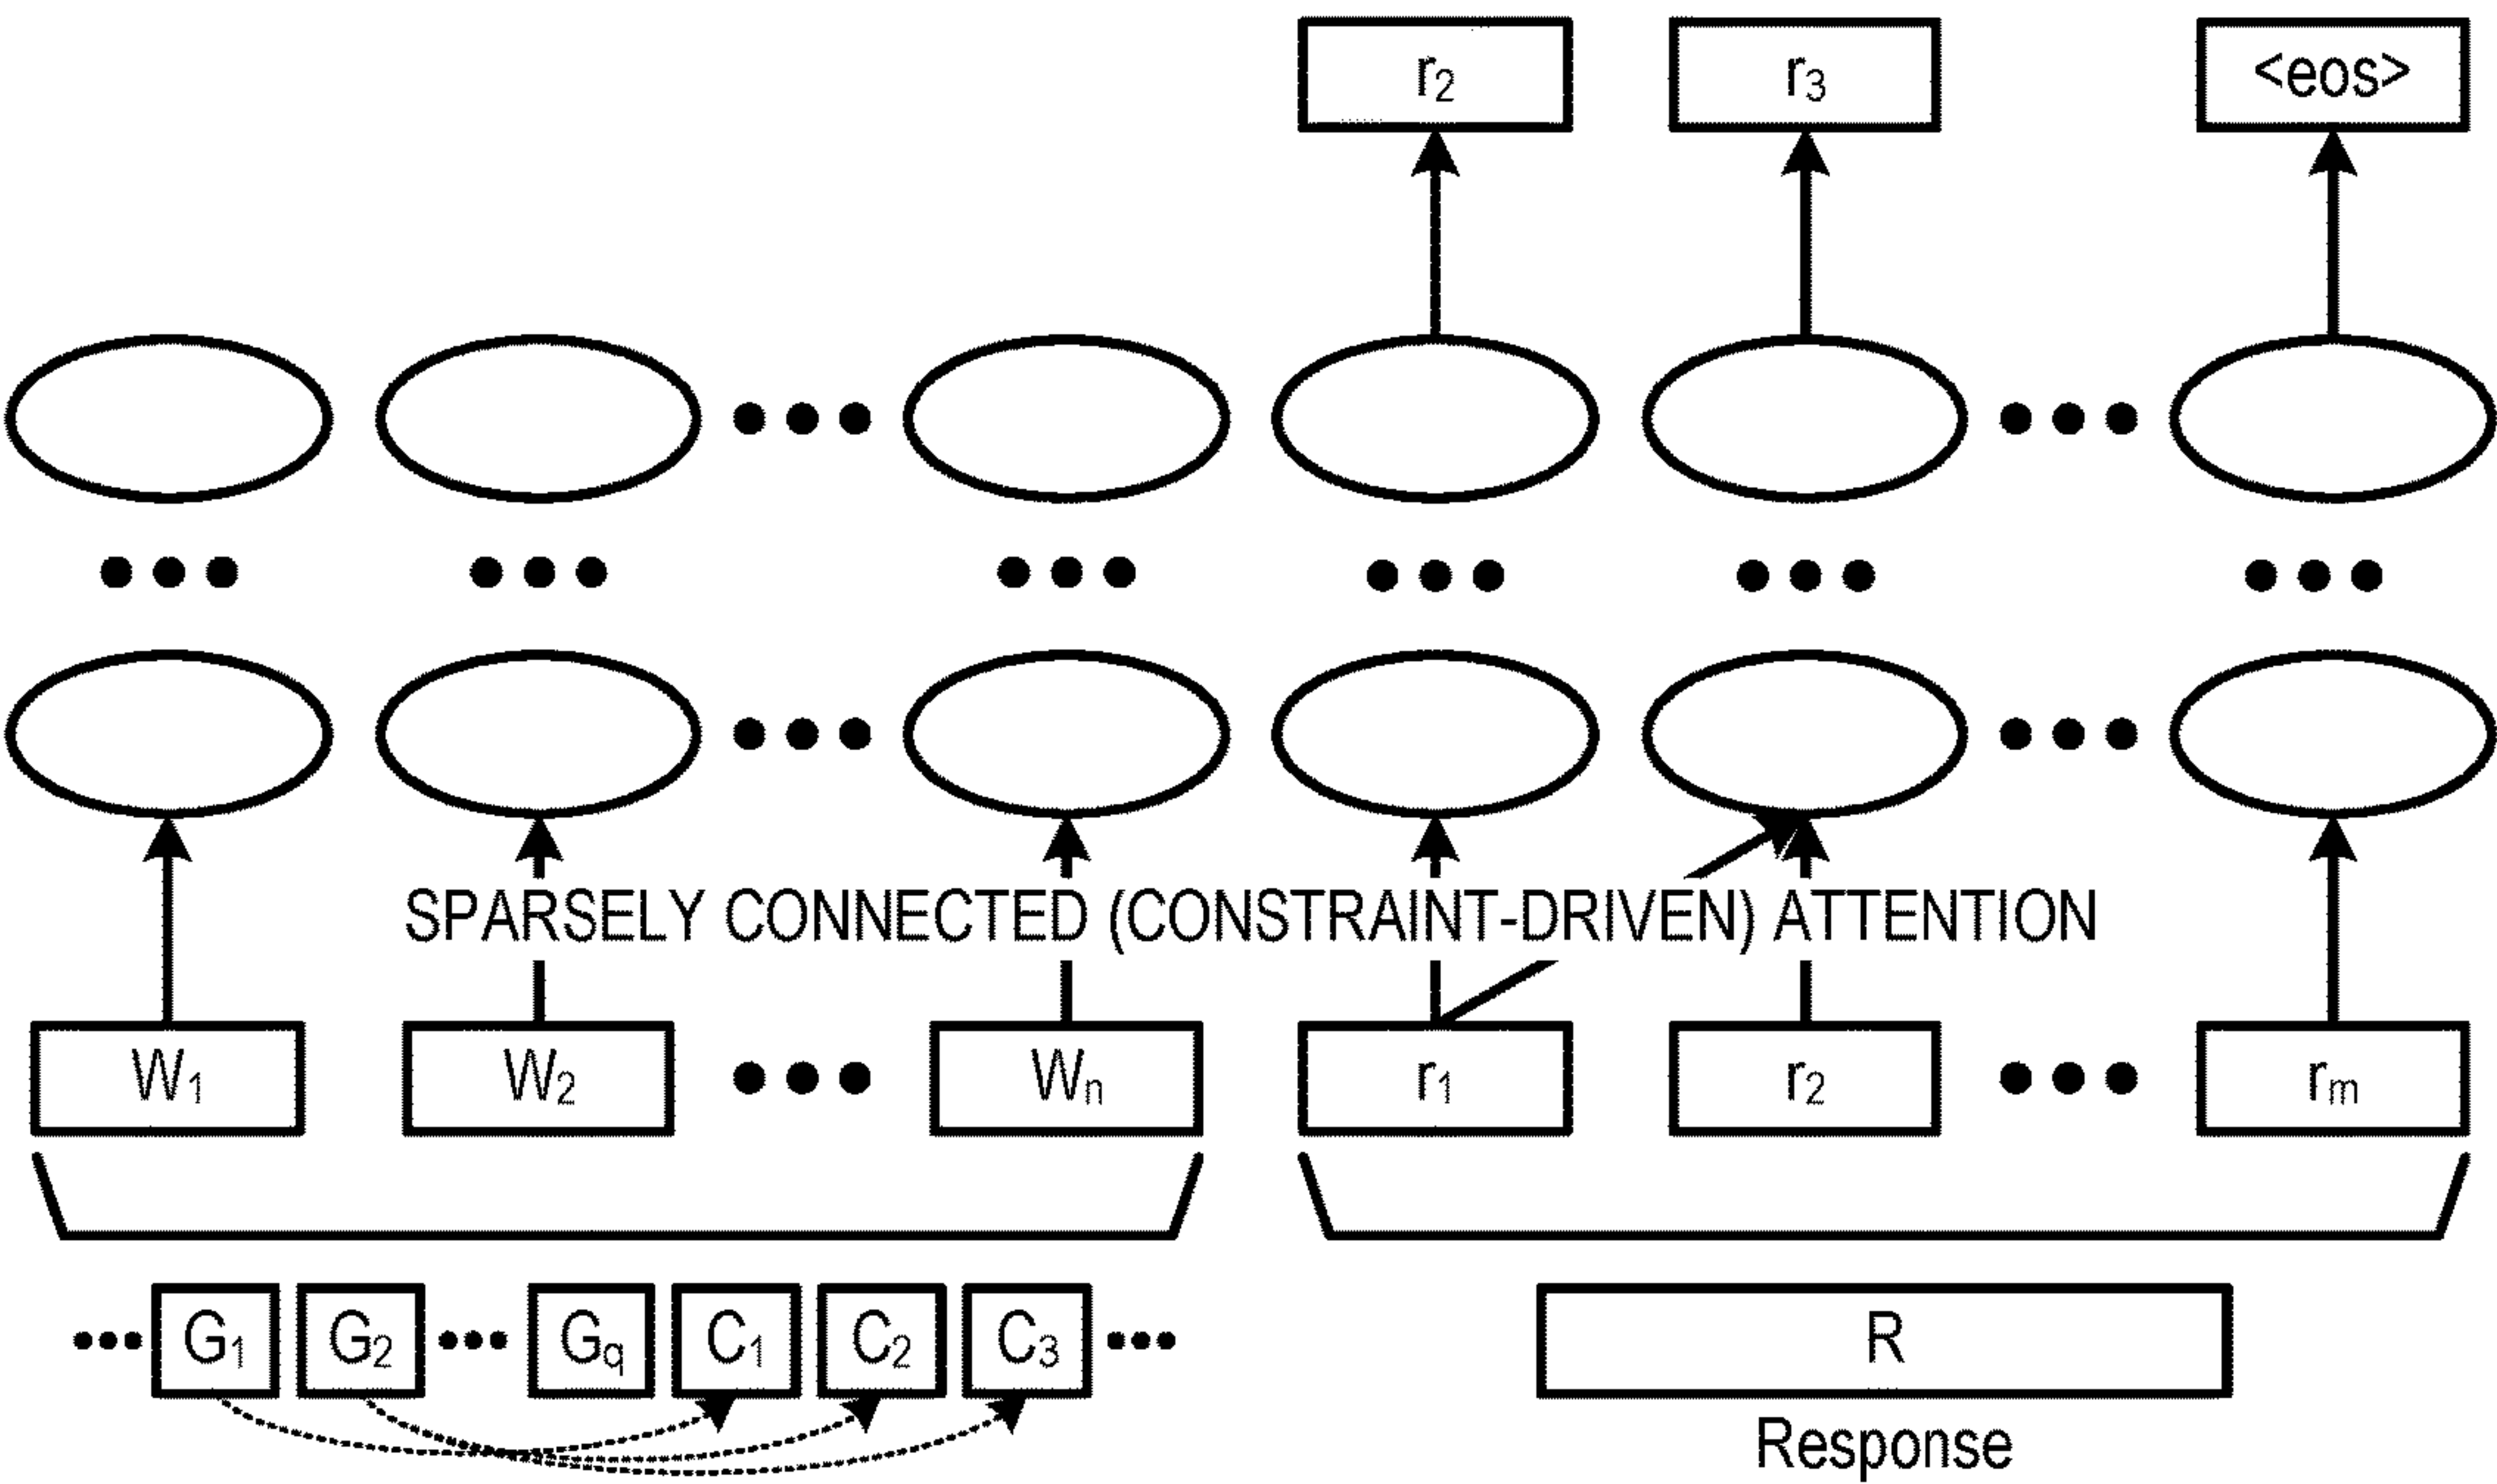 r₂ r₃ <eos>
SPARSELY CONNECTED (CONSTRAINT-DRIVEN) ATTENTION
W₁ W₂ Wₙ r₁ r₂ rₘ
G₁ G₂ G_q C₁ C₂ C₃ R
Response